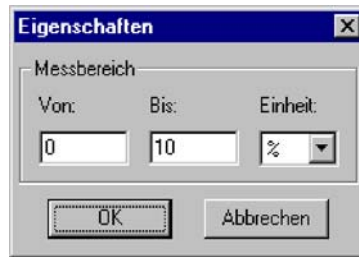 Eigenschaften
Messbereich
Von: Bis: Einheit:
0 10 %
OK Abbrechen